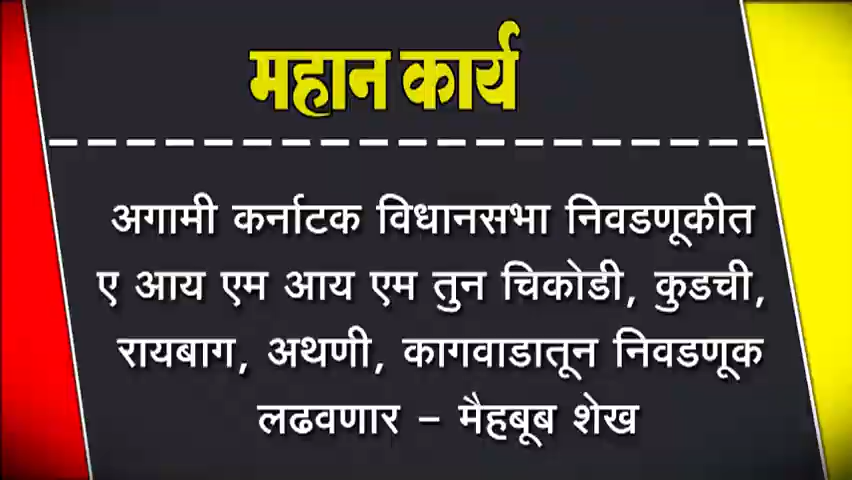 महान कार्य
अगामी कर्नाटक विधानसभा निवडणूकीत
ए आय एम आय एम तुन चिकोडी, कुडची,
रायबाग, अथणी, कागवाडातून निवडणूक
लढवणार – मैहबूब शेख